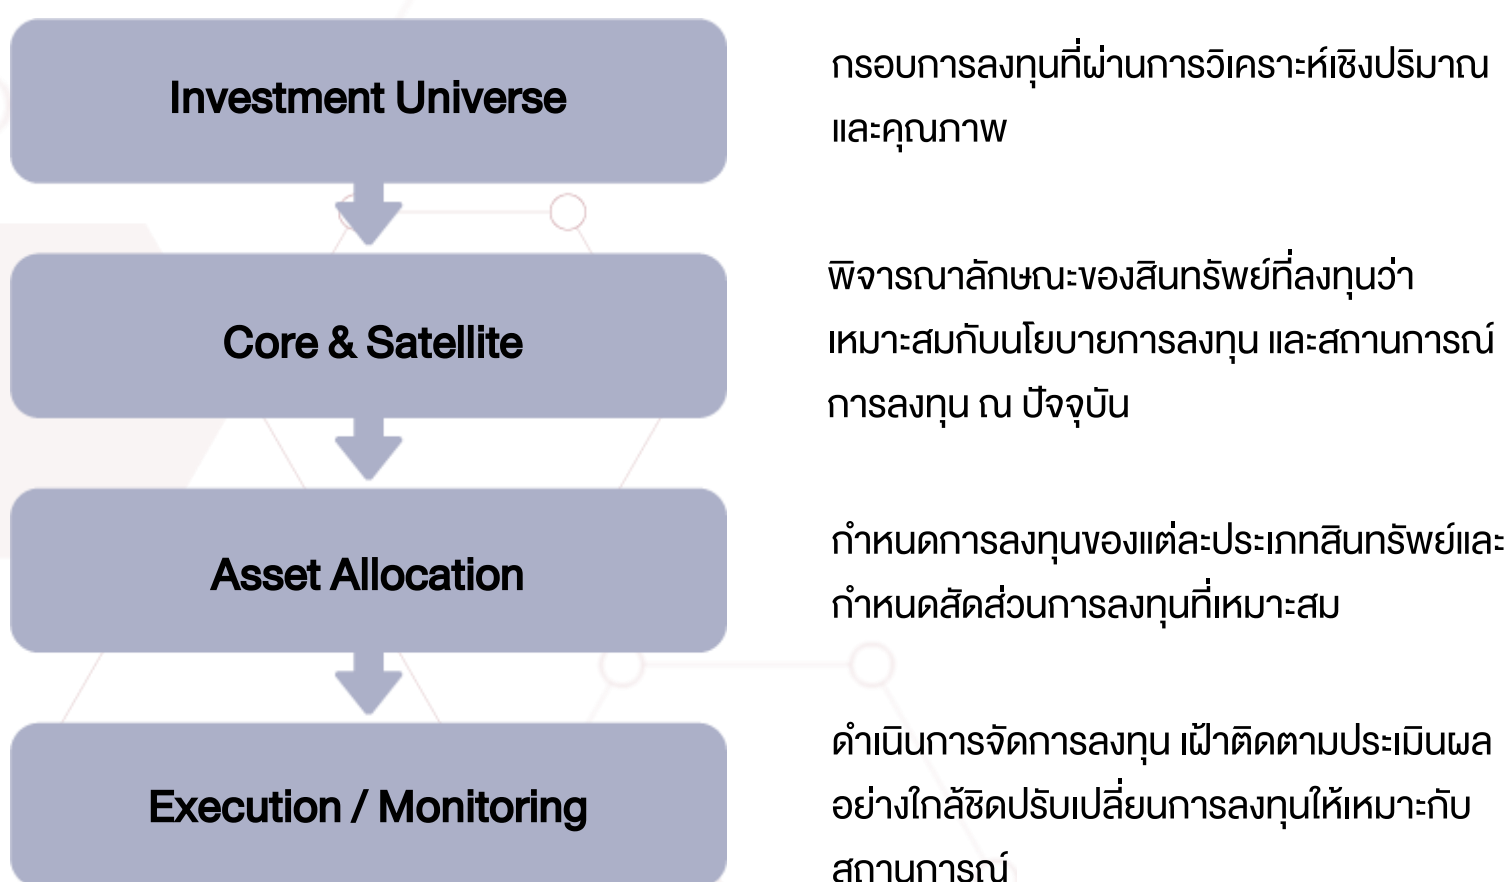 Investment Universe
กรอบการลงทุนที่ผ่านการวิเคราะห์เชิงปริมาณ
และคุณภาพ
Core & Satellite
พิจารณาลักษณะของสินทรัพย์ที่ลงทุนว่า
เหมาะสมกับนโยบายการลงทุน และสถานการณ์
การลงทุน ณ ปัจจุบัน
Asset Allocation
กำหนดการลงทุนของแต่ละประเภทสินทรัพย์และ
กำหนดสัดส่วนการลงทุนที่เหมาะสม
Execution / Monitoring
ดำเนินการจัดการลงทุน เฝ้าติดตามประเมินผล
อย่างใกล้ชิดปรับเปลี่ยนการลงทุนให้เหมาะกับ
สถานการณ์